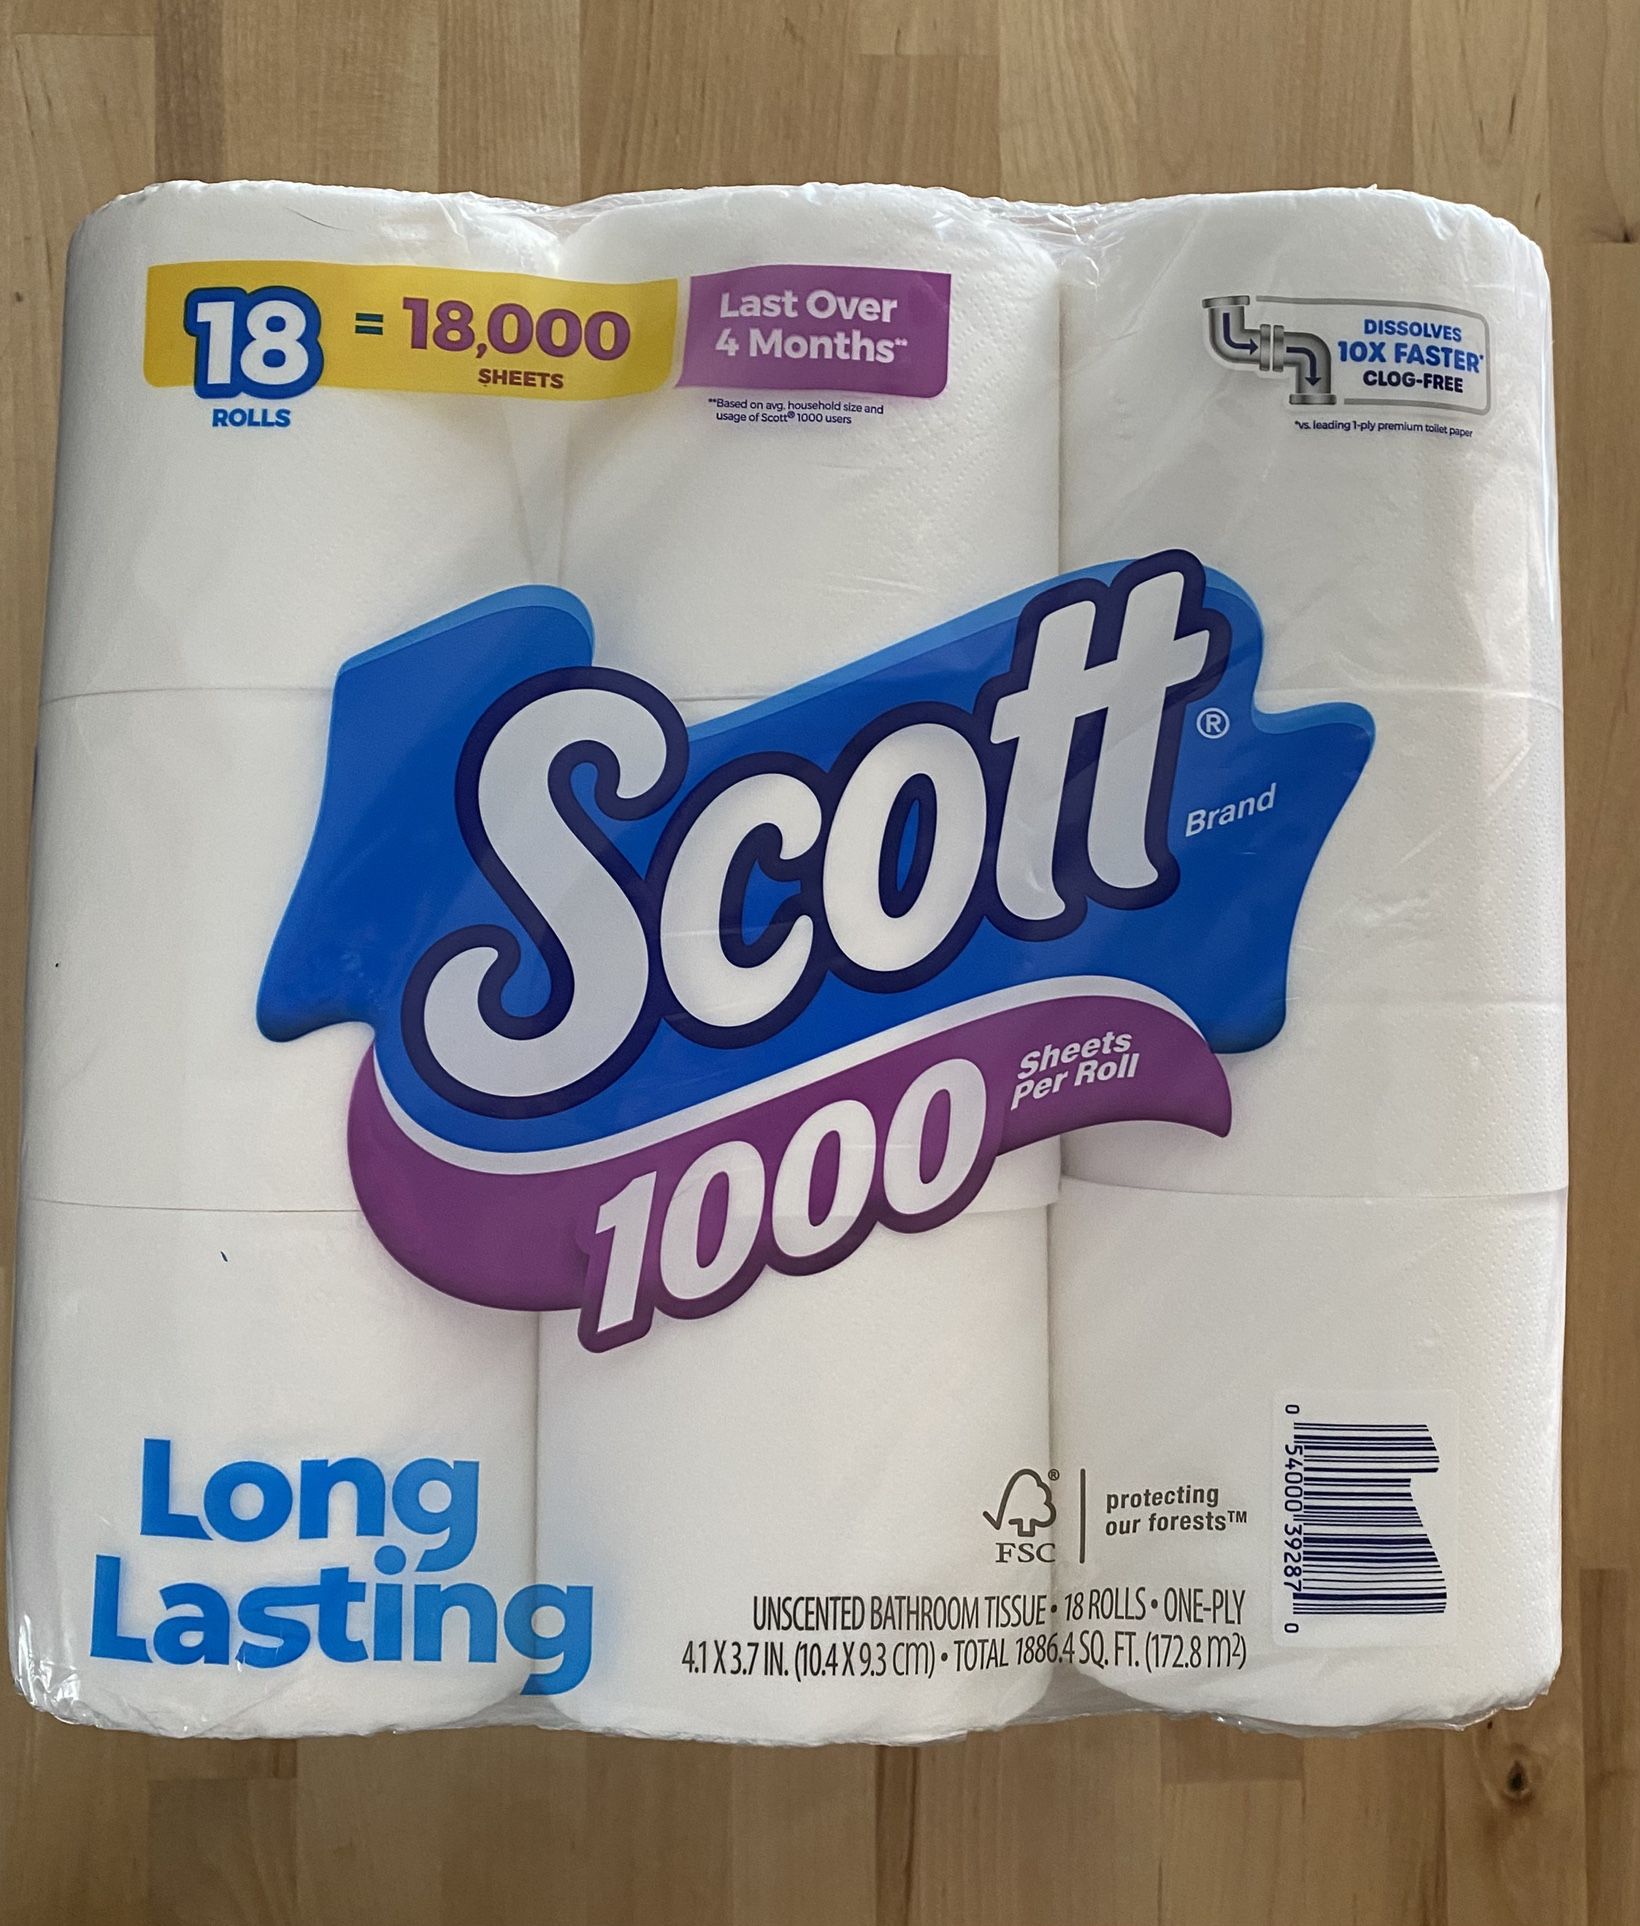 18 = 18,000
ROLLS
SHEETS
Last Over
4 Months**
**Based on avg. household size and
usage of Scott® 1000 users
DISSOLVES
10X FASTER*
CLOG-FREE
*vs. leading 1-ply premium toilet paper
Scott®
Brand
1000
Sheets
Per Roll
Long
Lasting
FSC®
protecting
our forests™
UNSCENTED BATHROOM TISSUE • 18 ROLLS • ONE-PLY
4.1 X 3.7 IN. (10.4 X 9.3 cm) • TOTAL 1886.4 SQ. FT. (172.8 m²)
0 54000 39287 0